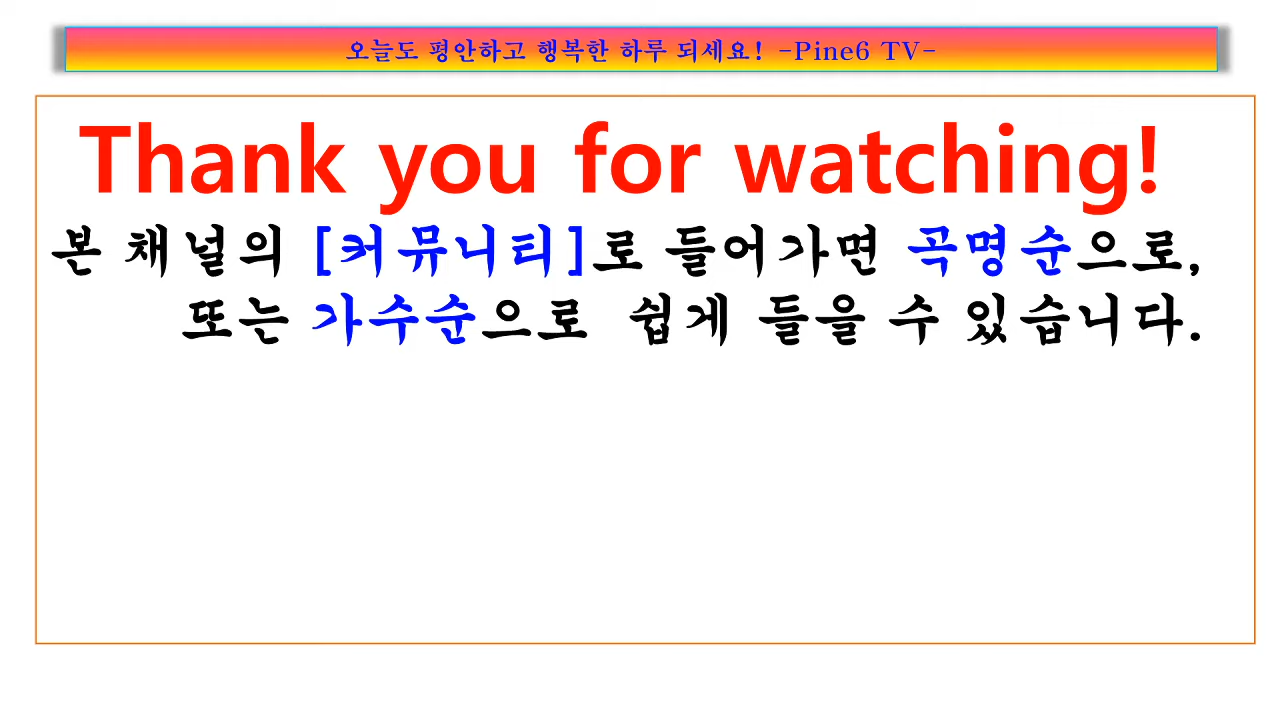 오늘도 평안하고 행복한 하루 되세요! -Pine6 TV-
Thank you for watching!
본 채널의 [커뮤니티]로 들어가면 곡명순으로,
또는 가수순으로 쉽게 들을 수 있습니다.